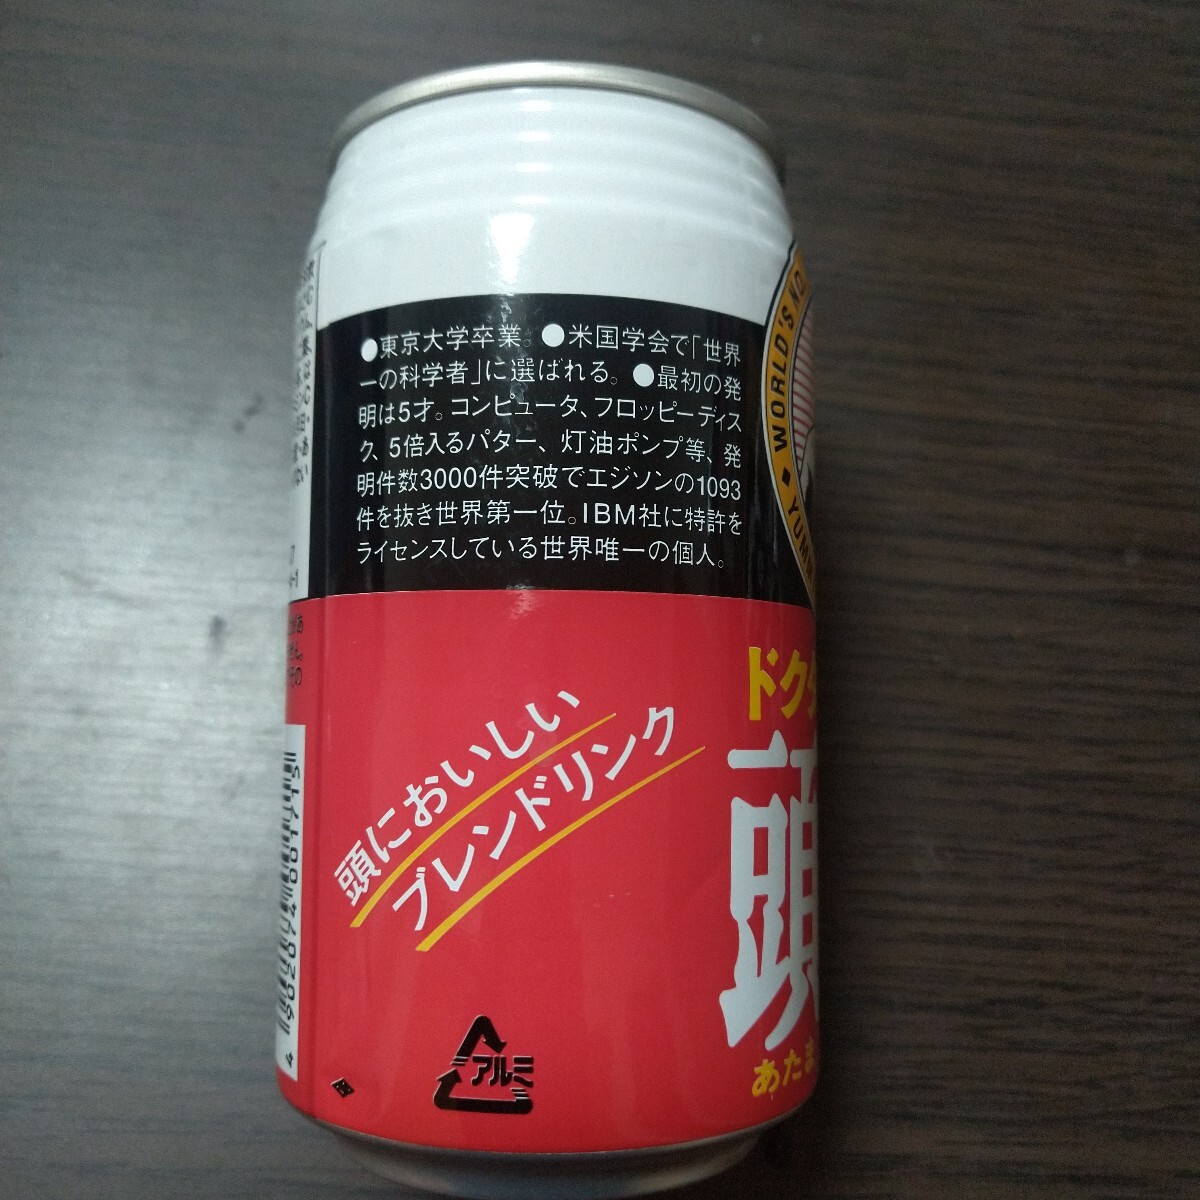 ●東京大学卒業。●米国学会で「世界
一の科学者」に選ばれる。●最初の発
明は5才。コンピュータ、フロッピーディス
ク、5倍入るパター、灯油ポンプ等、発
明件数3000件突破でエジソンの1093
件を抜き世界第一位。IBM社に特許を
ライセンスしている世界唯一の個人。
WORLD'S NO.
YUM
ドクタ
頭
あたま
頭においしい
ブレンドリンク
アルミ